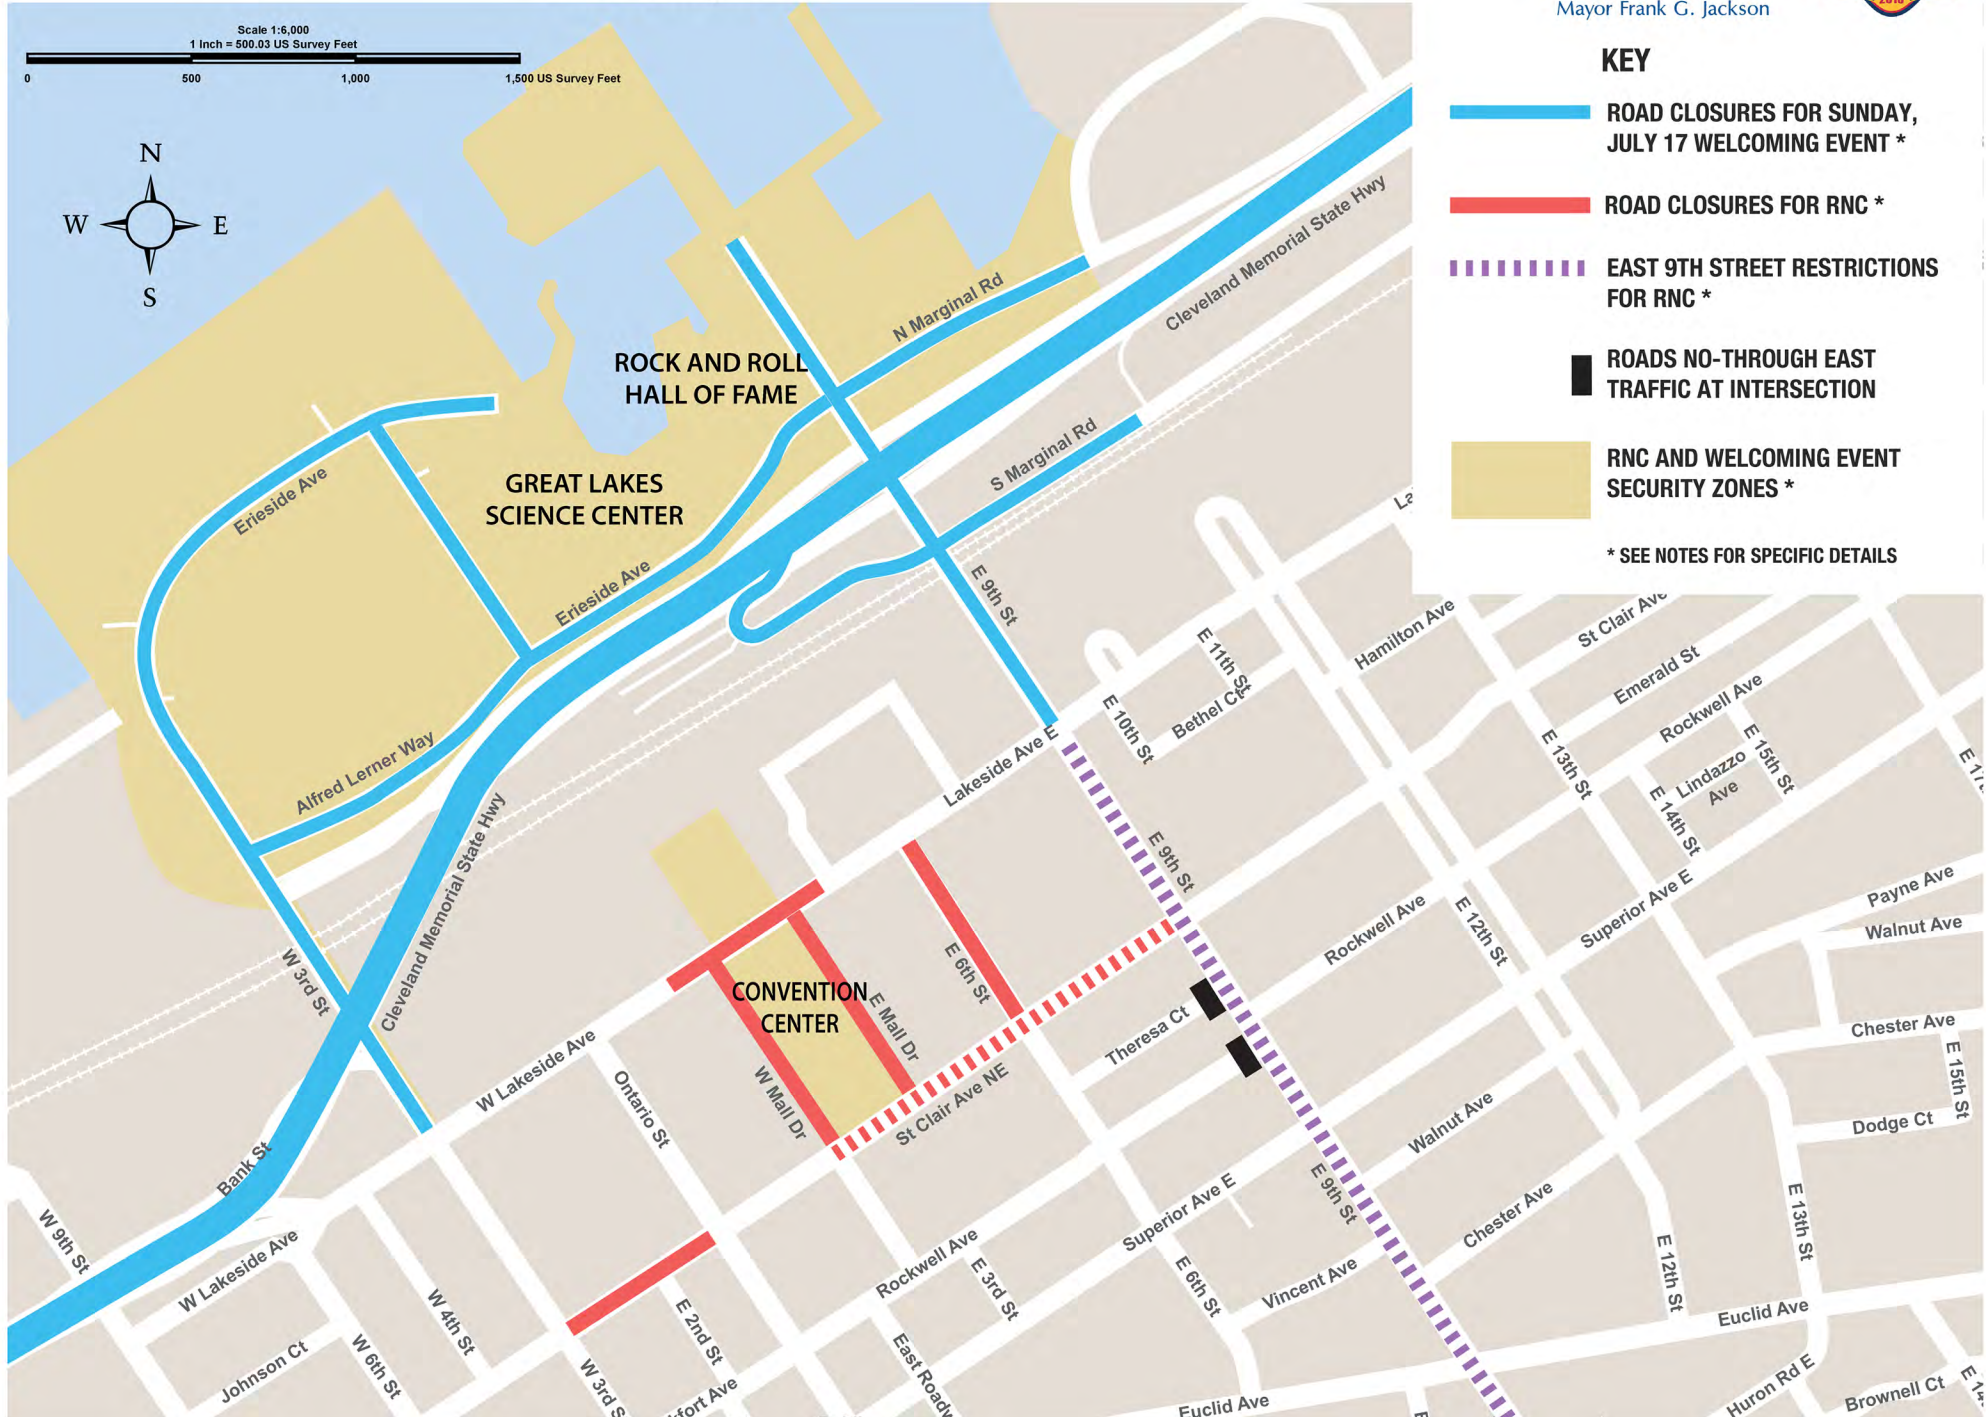 Mayor Frank G. Jackson
2016
Scale 1:6,000
1 Inch = 500.03 US Survey Feet
0 500 1,000 1,500 US Survey Feet
N
W E
S
KEY
ROAD CLOSURES FOR SUNDAY,
JULY 17 WELCOMING EVENT *
ROAD CLOSURES FOR RNC *
EAST 9TH STREET RESTRICTIONS
FOR RNC *
ROADS NO-THROUGH EAST
TRAFFIC AT INTERSECTION
RNC AND WELCOMING EVENT
SECURITY ZONES *
* SEE NOTES FOR SPECIFIC DETAILS
Cleveland Memorial State Hwy
N Marginal Rd
ROCK AND ROLL
HALL OF FAME
S Marginal Rd
GREAT LAKES
SCIENCE CENTER
Erieside Ave
Erieside Ave
E 9th St
La
Hamilton Ave
St Clair Ave
Emerald St
Rockwell Ave
E 11th St
Bethel Ct
E 10th St
Lakeside Ave E
Alfred Lerner Way
Cleveland Memorial State Hwy
E 13th St
E 15th St
Lindazzo
Ave
E 14th St
E 17t
E 9th St
Payne Ave
Walnut Ave
Superior Ave E
E 12th St
Rockwell Ave
W 3rd St
CONVENTION
CENTER
E 6th St
E Mall Dr
W Mall Dr
St Clair Ave NE
Theresa Ct
Chester Ave
E 15th St
Dodge Ct
W Lakeside Ave
Ontario St
Walnut Ave
E 9th St
Chester Ave
Superior Ave E
Bank St
W 9th St
W Lakeside Ave
Rockwell Ave
E 3rd St
E 6th St
Vincent Ave
E 12th St
E 13th St
Euclid Ave
W 4th St
Johnson Ct
W 6th St
E 2nd St
W 3rd S
kfort Ave
East Roadw
Euclid Ave
E
Huron Rd E
Brownell Ct
E 14